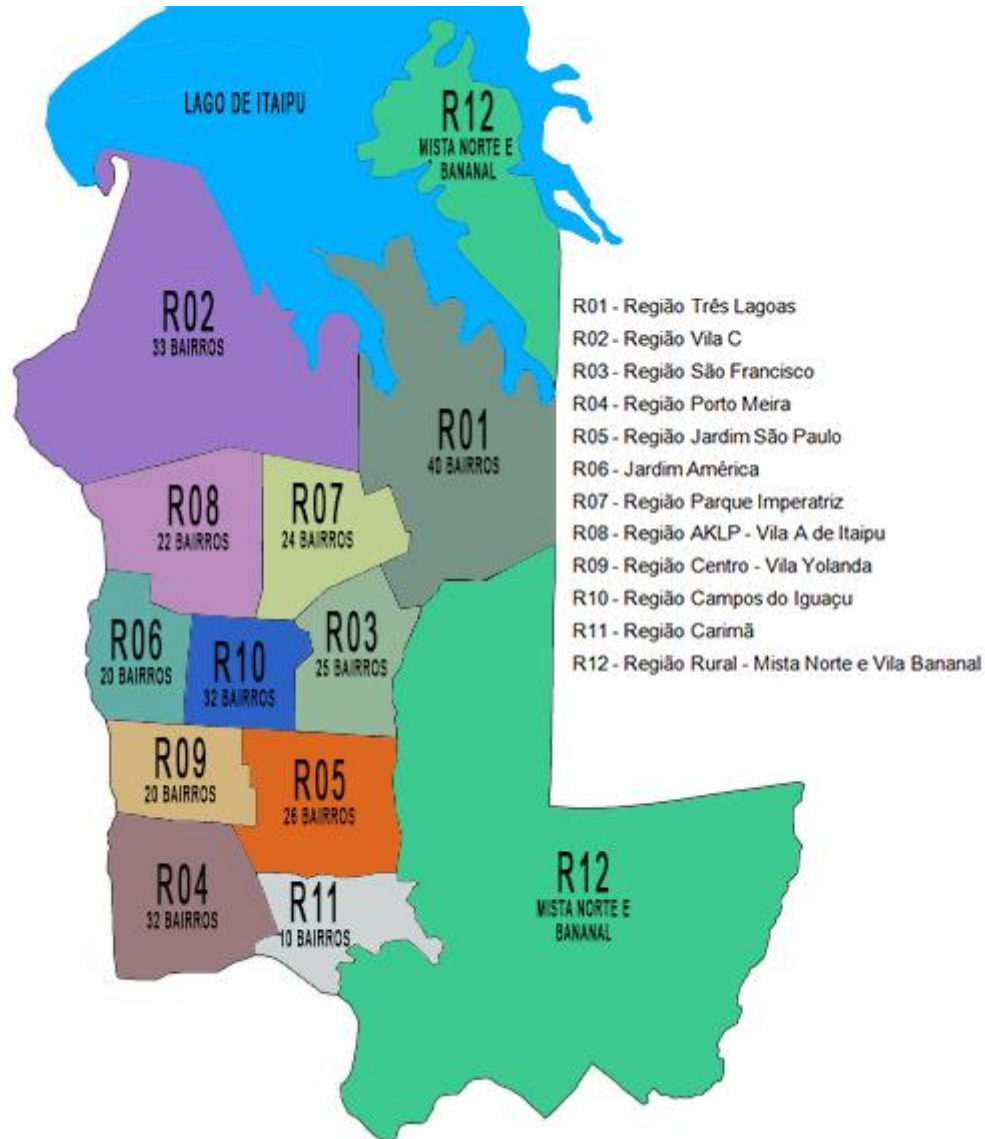 LAGO DE ITAIPU
R12
MISTA NORTE E
BANANAL
R02
33 BAIRROS
R01
40 BAIRROS
R08
22 BAIRROS
R07
24 BAIRROS
R06
20 BAIRROS
R10
32 BAIRROS
R03
25 BAIRROS
R09
20 BAIRROS
R05
26 BAIRROS
R04
32 BAIRROS
R11
10 BAIRROS
R12
MISTA NORTE E
BANANAL
R01 - Região Três Lagoas
R02 - Região Vila C
R03 - Região São Francisco
R04 - Região Porto Meira
R05 - Região Jardim São Paulo
R06 - Jardim América
R07 - Região Parque Imperatriz
R08 - Região AKLP - Vila A de Itaipu
R09 - Região Centro - Vila Yolanda
R10 - Região Campos do Iguaçu
R11 - Região Carimã
R12 - Região Rural - Mista Norte e Vila Bananal